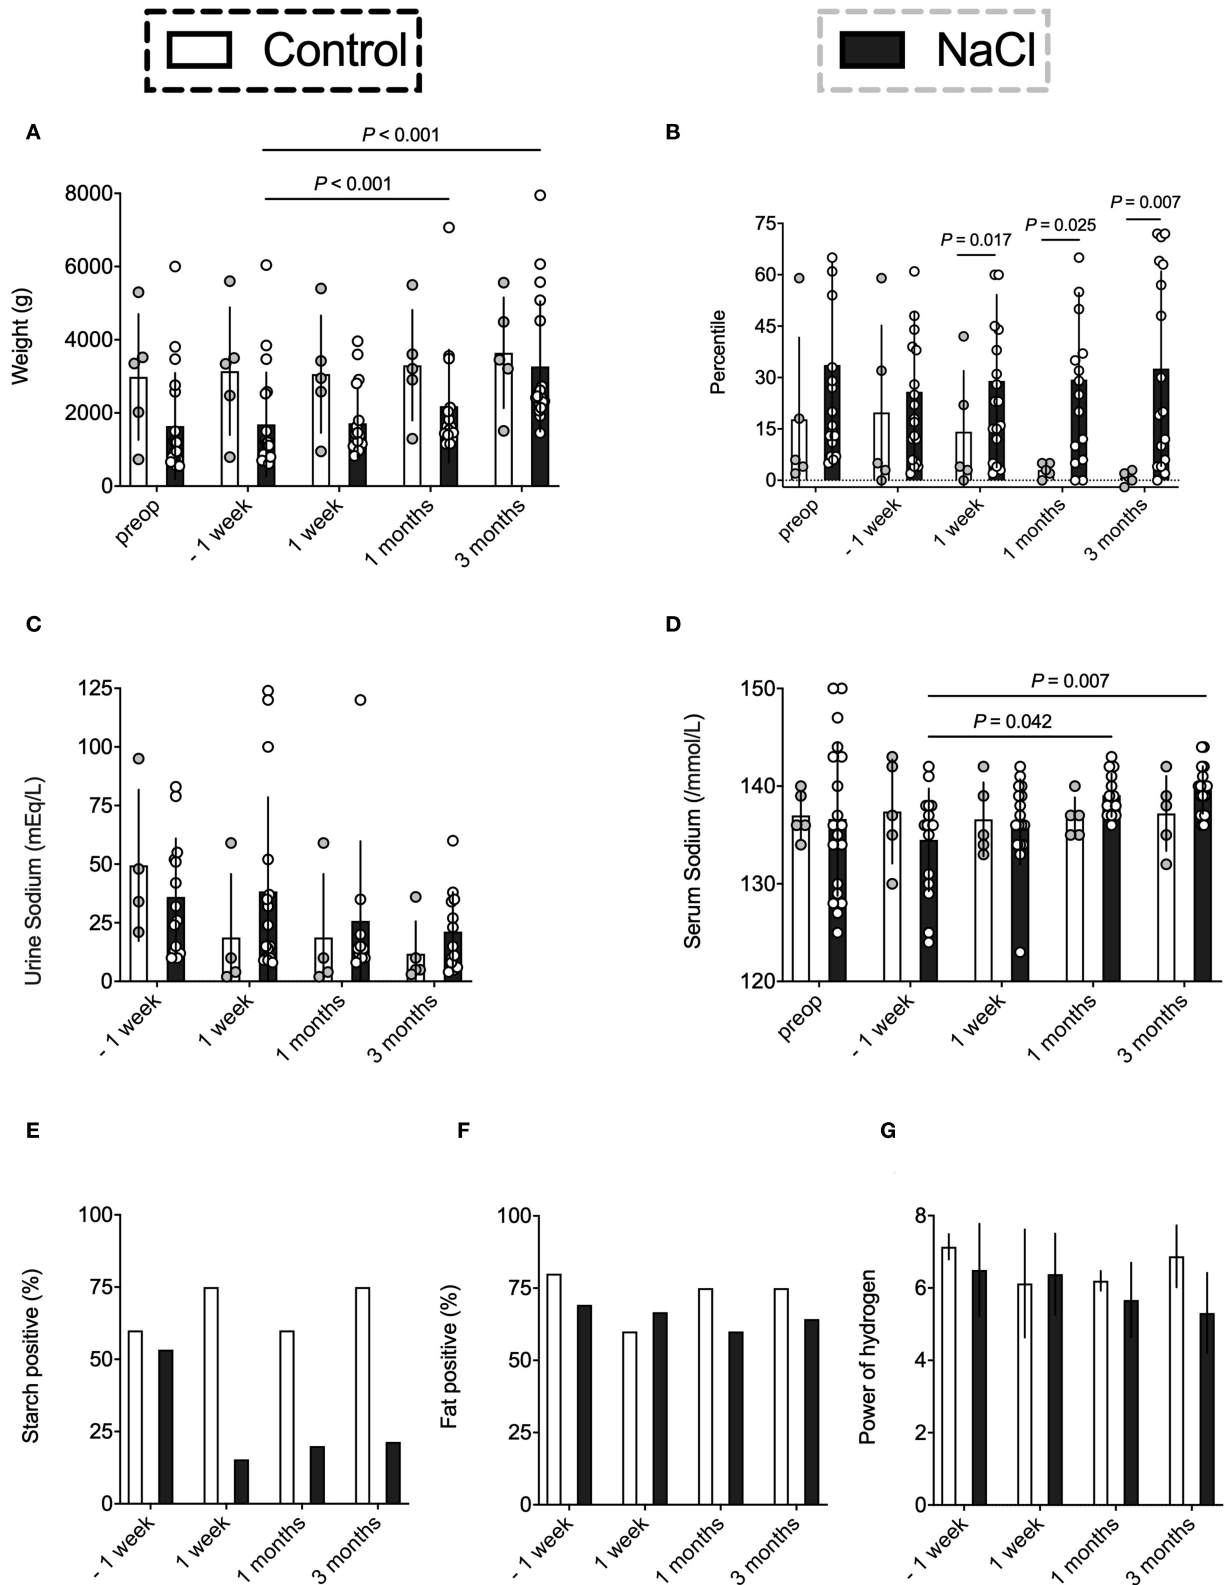 Control
NaCl
A
P < 0.001
P < 0.001
8000
6000
4000
2000
0
Weight (g)
preop
- 1 week
1 week
1 months
3 months
B
P = 0.007
P = 0.025
P = 0.017
75
60
45
30
15
0
Percentile
preop
- 1 week
1 week
1 months
3 months
C
125
100
75
50
25
0
Urine Sodium (mEq/L)
- 1 week
1 week
1 months
3 months
D
P = 0.007
P = 0.042
150
140
130
120
Serum Sodium (/mmol/L)
preop
- 1 week
1 week
1 months
3 months
E
100
75
50
25
0
Starch positive (%)
- 1 week
1 week
1 months
3 months
F
100
75
50
25
0
Fat positive (%)
- 1 week
1 week
1 months
3 months
G
8
6
4
2
0
Power of hydrogen
- 1 week
1 week
1 months
3 months